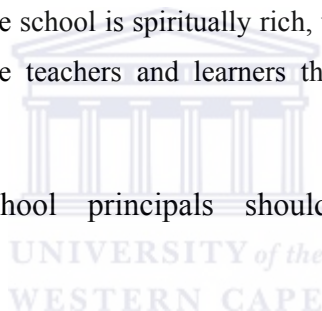 e school is spiritually rich,
e teachers and learners th
hool principals should
UNIVERSITY of the
WESTERN CAPE